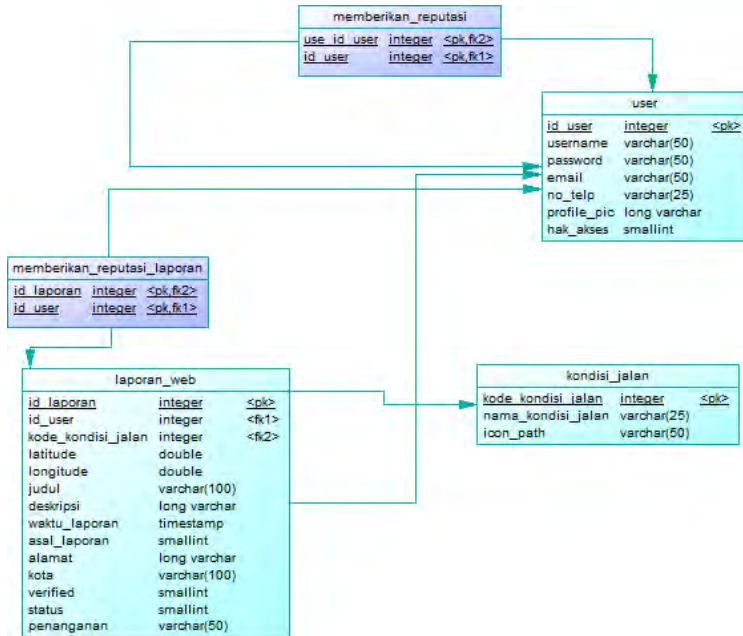 memberikan_reputasi
use_id_user integer <pk,fk2>
id_user integer <pk,fk1>
user
id_user integer <pk>
username varchar(50)
password varchar(50)
email varchar(50)
no_telp varchar(25)
profile_pic long varchar
hak_akses smallint
memberikan_reputasi_laporan
id_laporan integer <pk,fk2>
id_user integer <pk,fk1>
laporan_web
id_laporan integer <pk>
id_user integer <fk1>
kode_kondisi_jalan integer <fk2>
latitude double
longitude double
judul varchar(100)
deskripsi long varchar
waktu_laporan timestamp
asal_laporan smallint
alamat long varchar
kota varchar(100)
verified smallint
status smallint
penanganan varchar(50)
kondisi_jalan
kode_kondisi_jalan integer <pk>
nama_kondisi_jalan varchar(25)
icon_path varchar(50)